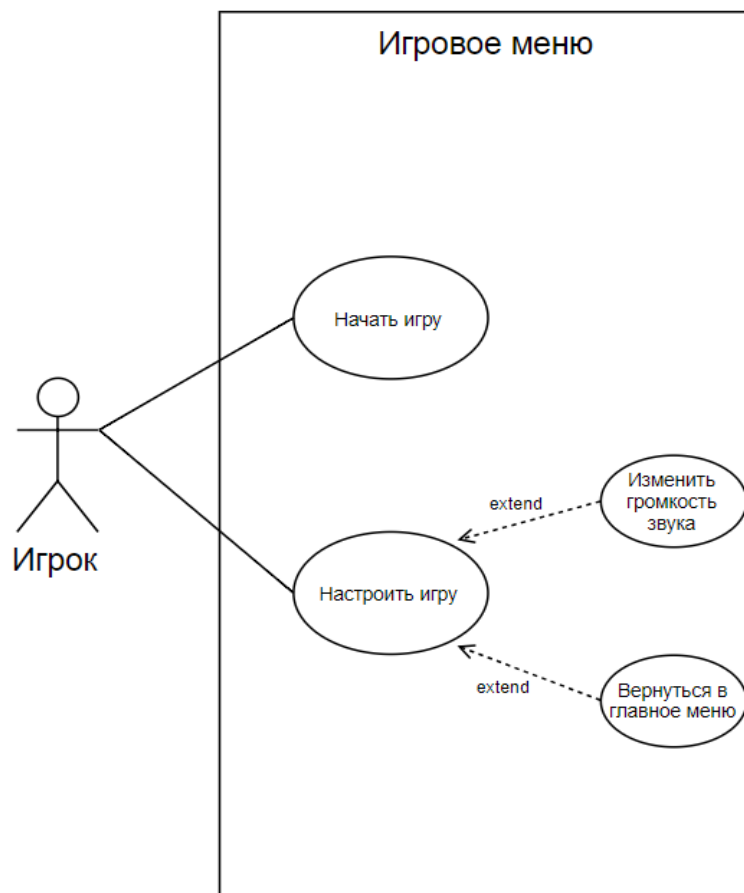 Игровое меню
Начать игру
Изменить
громкость
звука
extend
Игрок
Настроить игру
extend
Вернуться в
главное меню